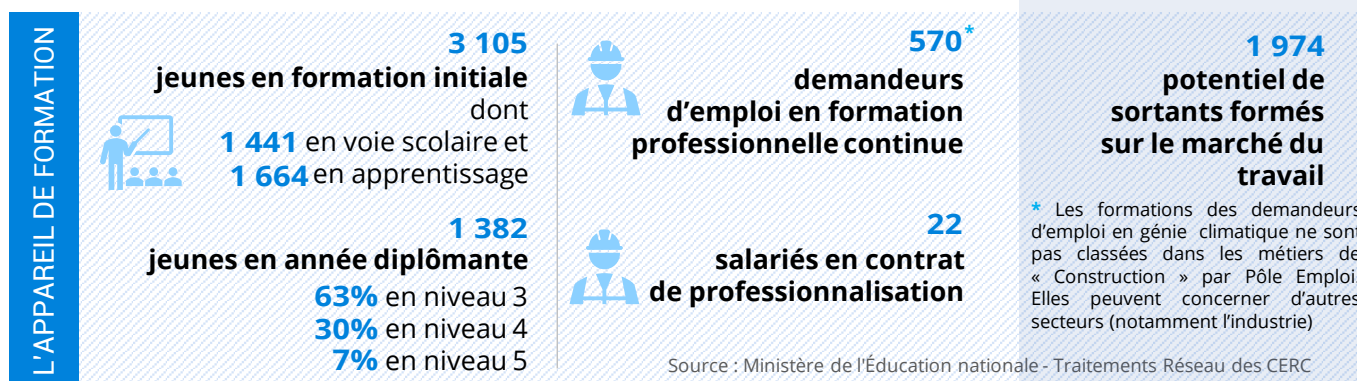 L'APPAREIL DE FORMATION
3 105
jeunes en formation initiale
dont
1 441 en voie scolaire et
1 664 en apprentissage
1 382
jeunes en année diplômante
63% en niveau 3
30% en niveau 4
7% en niveau 5
570*
demandeurs
d'emploi en formation
professionnelle continue
22
salariés en contrat
de professionnalisation
1 974
potentiel de
sortants formés
sur le marché du
travail
* Les formations des demandeurs
d'emploi en génie climatique ne sont
pas classées dans les métiers de
« Construction » par Pôle Emploi.
Elles peuvent concerner d'autres
secteurs (notamment l'industrie)
Source : Ministère de l'Éducation nationale - Traitements Réseau des CERC